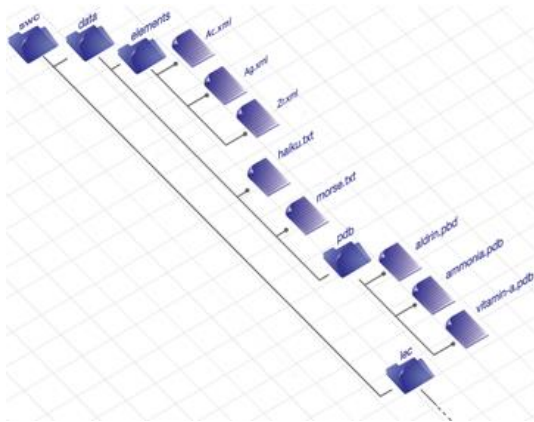 swc
data
elements
Ac.xml
Ag.xml
Zr.xml
haiku.txt
morse.txt
pdb
aldrin.pbd
ammonia.pdb
vitamin-a.pdb
lec